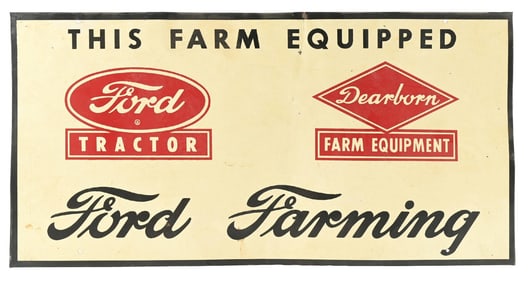 THIS FARM EQUIPPED
Ford
TRACTOR
Dearborn
FARM EQUIPMENT
Ford Farming